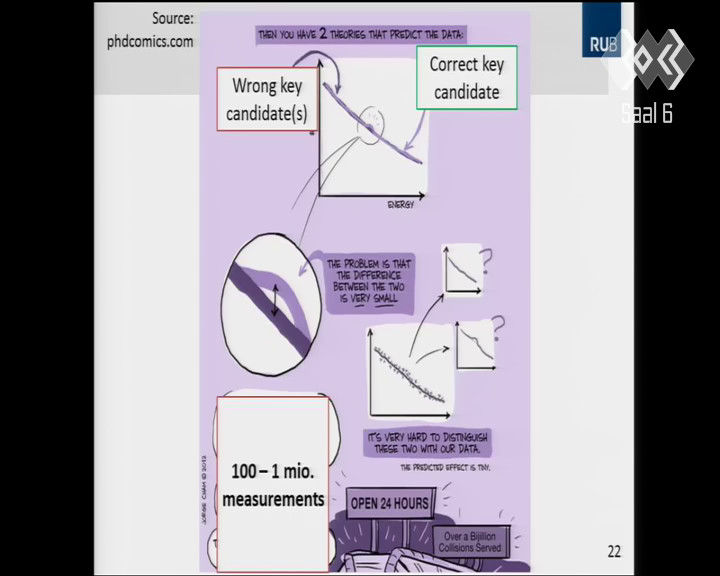 Source:
phdcomics.com
RUB
Saal 6
THEN YOU HAVE 2 THEORIES THAT PREDICT THE DATA:
Wrong key
candidate(s)
Correct key
candidate
ENERGY
THE PROBLEM IS THAT
THE DIFFERENCE
BETWEEN THE TWO
IS VERY SMALL
?
?
IT'S VERY HARD TO DISTINGUISH
THESE TWO WITH OUR DATA.
THE PREDICTED EFFECT IS TINY.
100 – 1 mio.
measurements
JORGE CHAM © 2012
OPEN 24 HOURS
Over a Bijillion
Collisions Served
22